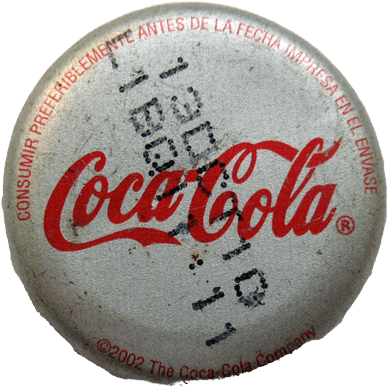 CONSUMIR PREFERIBLEMENTE ANTES DE LA FECHA IMPRESA EN EL ENVASE
Coca-Cola®
©2002 The Coca-Cola Company